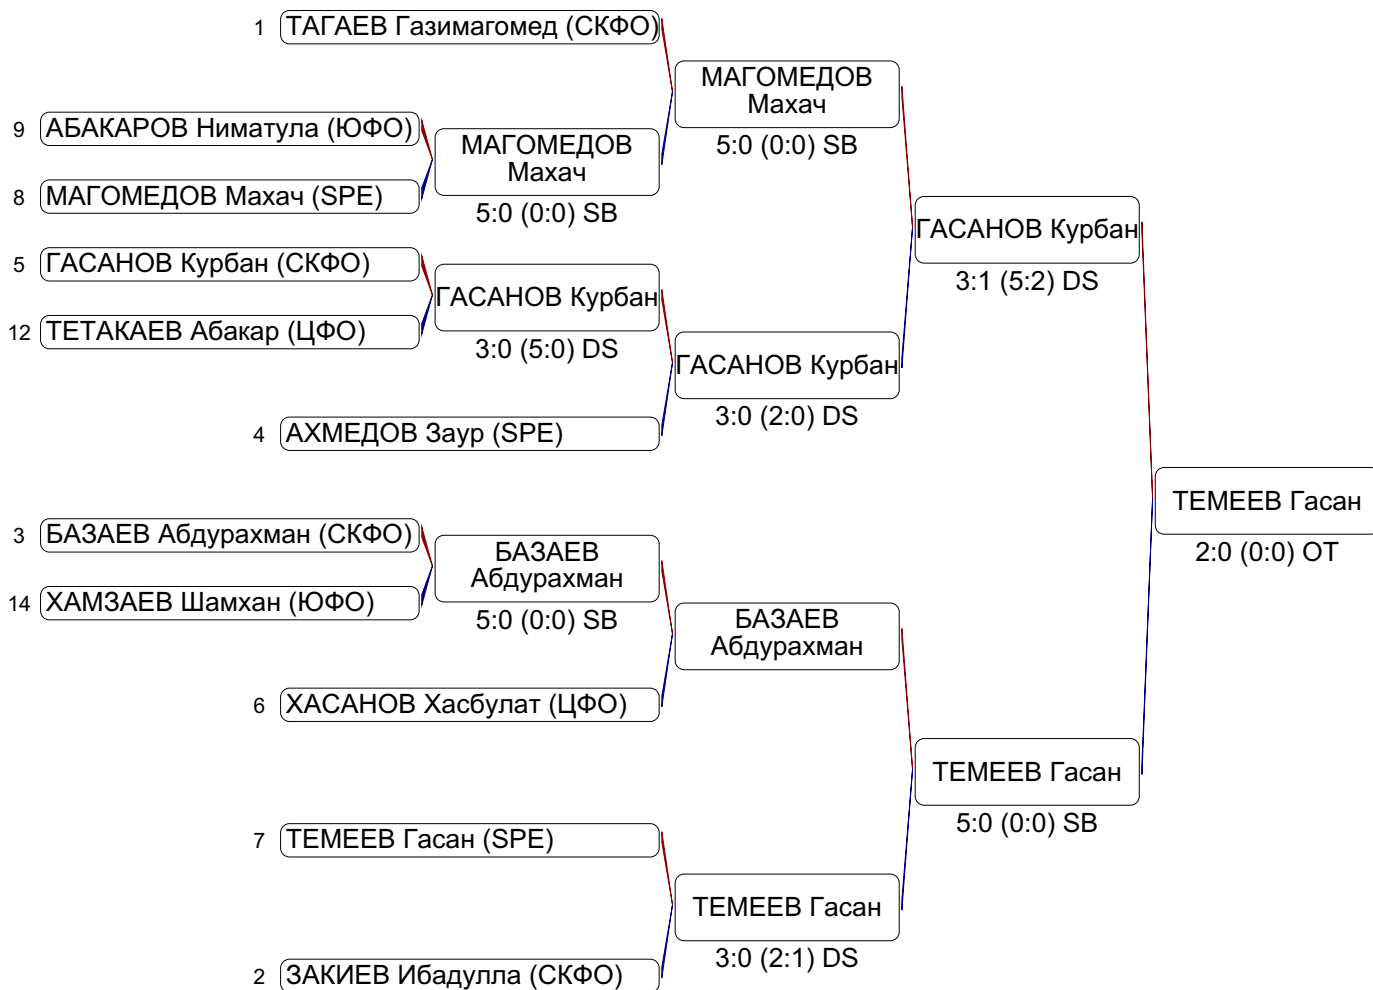 1 ТАГАЕВ Газимагомед (СКФО)
МАГОМЕДОВ
Махач
5:0 (0:0) SB
9 АБАКАРОВ Ниматула (ЮФО)
8 МАГОМЕДОВ Махач (SPE)
МАГОМЕДОВ
Махач
5:0 (0:0) SB
5 ГАСАНОВ Курбан (СКФО)
12 ТЕТАКАЕВ Абакар (ЦФО)
ГАСАНОВ Курбан
3:0 (5:0) DS
ГАСАНОВ Курбан
3:1 (5:2) DS
ГАСАНОВ Курбан
3:0 (2:0) DS
4 АХМЕДОВ Заур (SPE)
ТЕМЕЕВ Гасан
2:0 (0:0) OT
3 БАЗАЕВ Абдурахман (СКФО)
14 ХАМЗАЕВ Шамхан (ЮФО)
БАЗАЕВ
Абдурахман
5:0 (0:0) SB
БАЗАЕВ
Абдурахман
6 ХАСАНОВ Хасбулат (ЦФО)
ТЕМЕЕВ Гасан
5:0 (0:0) SB
7 ТЕМЕЕВ Гасан (SPE)
ТЕМЕЕВ Гасан
3:0 (2:1) DS
2 ЗАКИЕВ Ибадулла (СКФО)